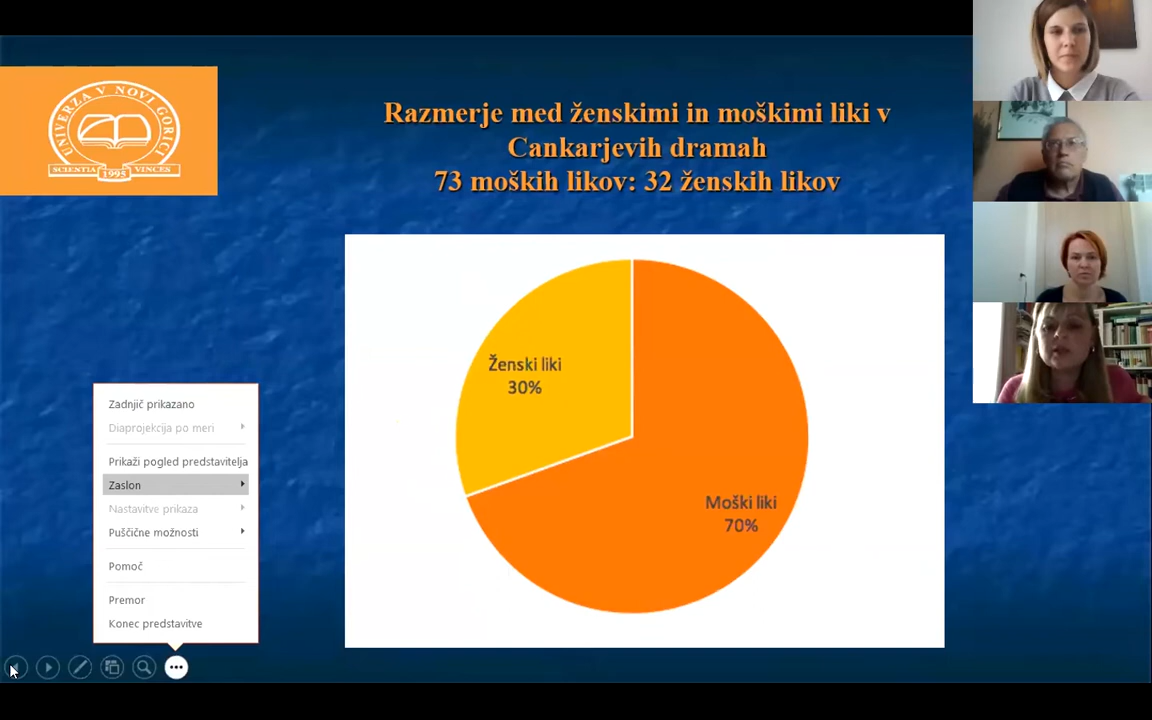 UNIVERZA V NOVI GORICI
SCIENTIA VINCES
1995
Razmerje med ženskimi in moškimi liki v
Cankarjevih dramah
73 moških likov: 32 ženskih likov
Ženski liki
30%
Moški liki
70%
Zadnjič prikazano
Diaprojekcija po meri
Prikaži pogled predstavitelja
Zaslon
Nastavitve prikaza
Puščične možnosti
Pomoč
Premor
Konec predstavitve